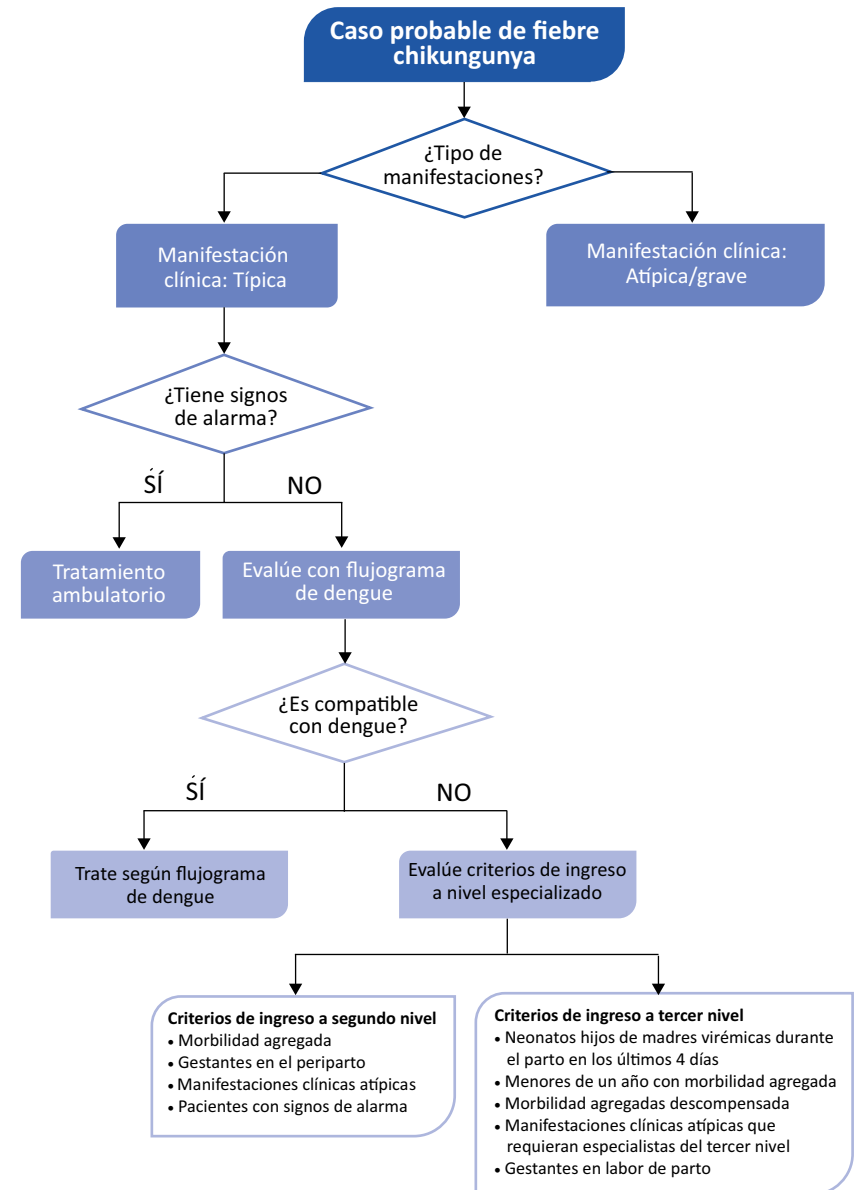 Caso probable de fiebre
chikungunya
¿Tipo de
manifestaciones?
Manifestación
clínica: Típica
Manifestación clínica:
Atípica/grave
¿Tiene signos
de alarma?
SÍ
NO
Tratamiento
ambulatorio
Evalúe con flujograma
de dengue
¿Es compatible
con dengue?
SÍ
NO
Trate según flujograma
de dengue
Evalúe criterios de ingreso
a nivel especializado
Criterios de ingreso a segundo nivel
• Morbilidad agregada
• Gestantes en el periparto
• Manifestaciones clínicas atípicas
• Pacientes con signos de alarma
Criterios de ingreso a tercer nivel
• Neonatos hijos de madres virémicas durante
el parto en los últimos 4 días
• Menores de un año con morbilidad agregada
• Morbilidad agregadas descompensada
• Manifestaciones clínicas atípicas que
requieran especialistas del tercer nivel
• Gestantes en labor de parto